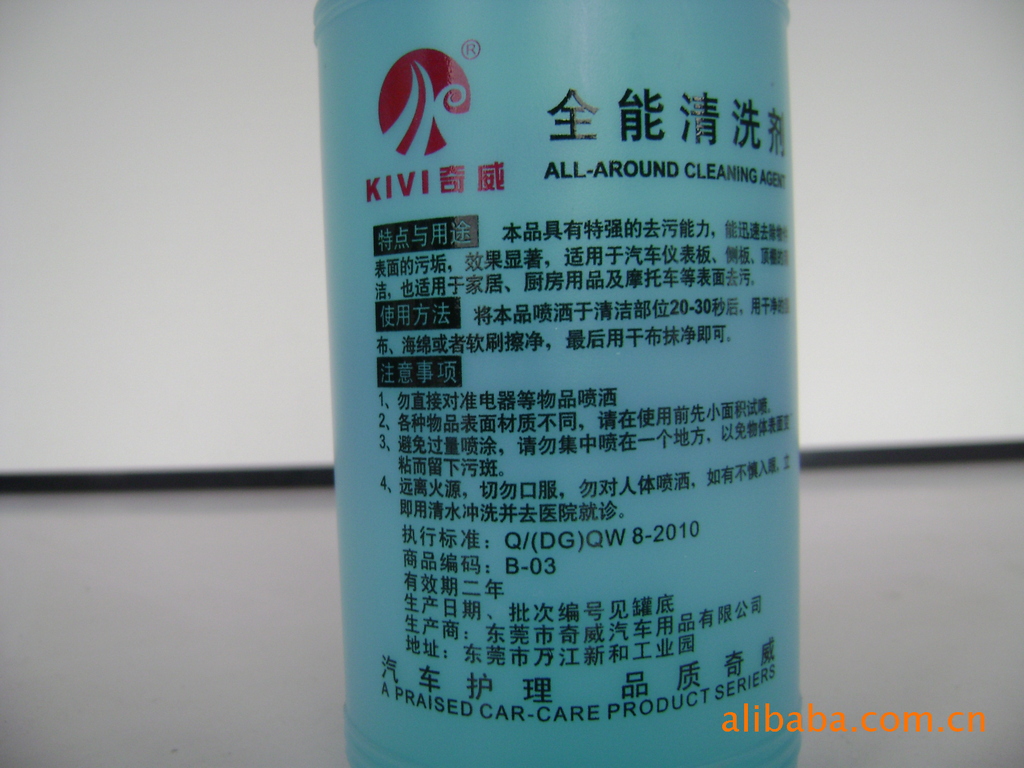 ®
KIVI奇威
全能清洗剂
ALL-AROUND CLEANING AGENT
特点与用途 本品具有特强的去污能力，能迅速去除物件
表面的污垢，效果显著，适用于汽车仪表板、侧板、顶棚的
洁，也适用于家居、厨房用品及摩托车等表面去污。
使用方法 将本品喷洒于清洁部位20-30秒后，用干净的
布、海绵或者软刷擦净，最后用干布抹净即可。
注意事项
1、勿直接对准电器等物品喷洒
2、各种物品表面材质不同，请在使用前先小面积试喷。
3、避免过量喷涂，请勿集中喷在一个地方，以免物体表面变
粘而留下污斑。
4、远离火源，切勿口服，勿对人体喷洒，如有不慎入眼，立
即用清水冲洗并去医院就诊。
执行标准：Q/(DG)QW 8-2010
商品编码：B-03
有效期二年
生产日期、批次编号见罐底
生产商：东莞市奇威汽车用品有限公司
地址：东莞市万江新和工业园
汽车护理 品质奇威
A PRAISED CAR-CARE PRODUCT SERIERS
alibaba.com.cn